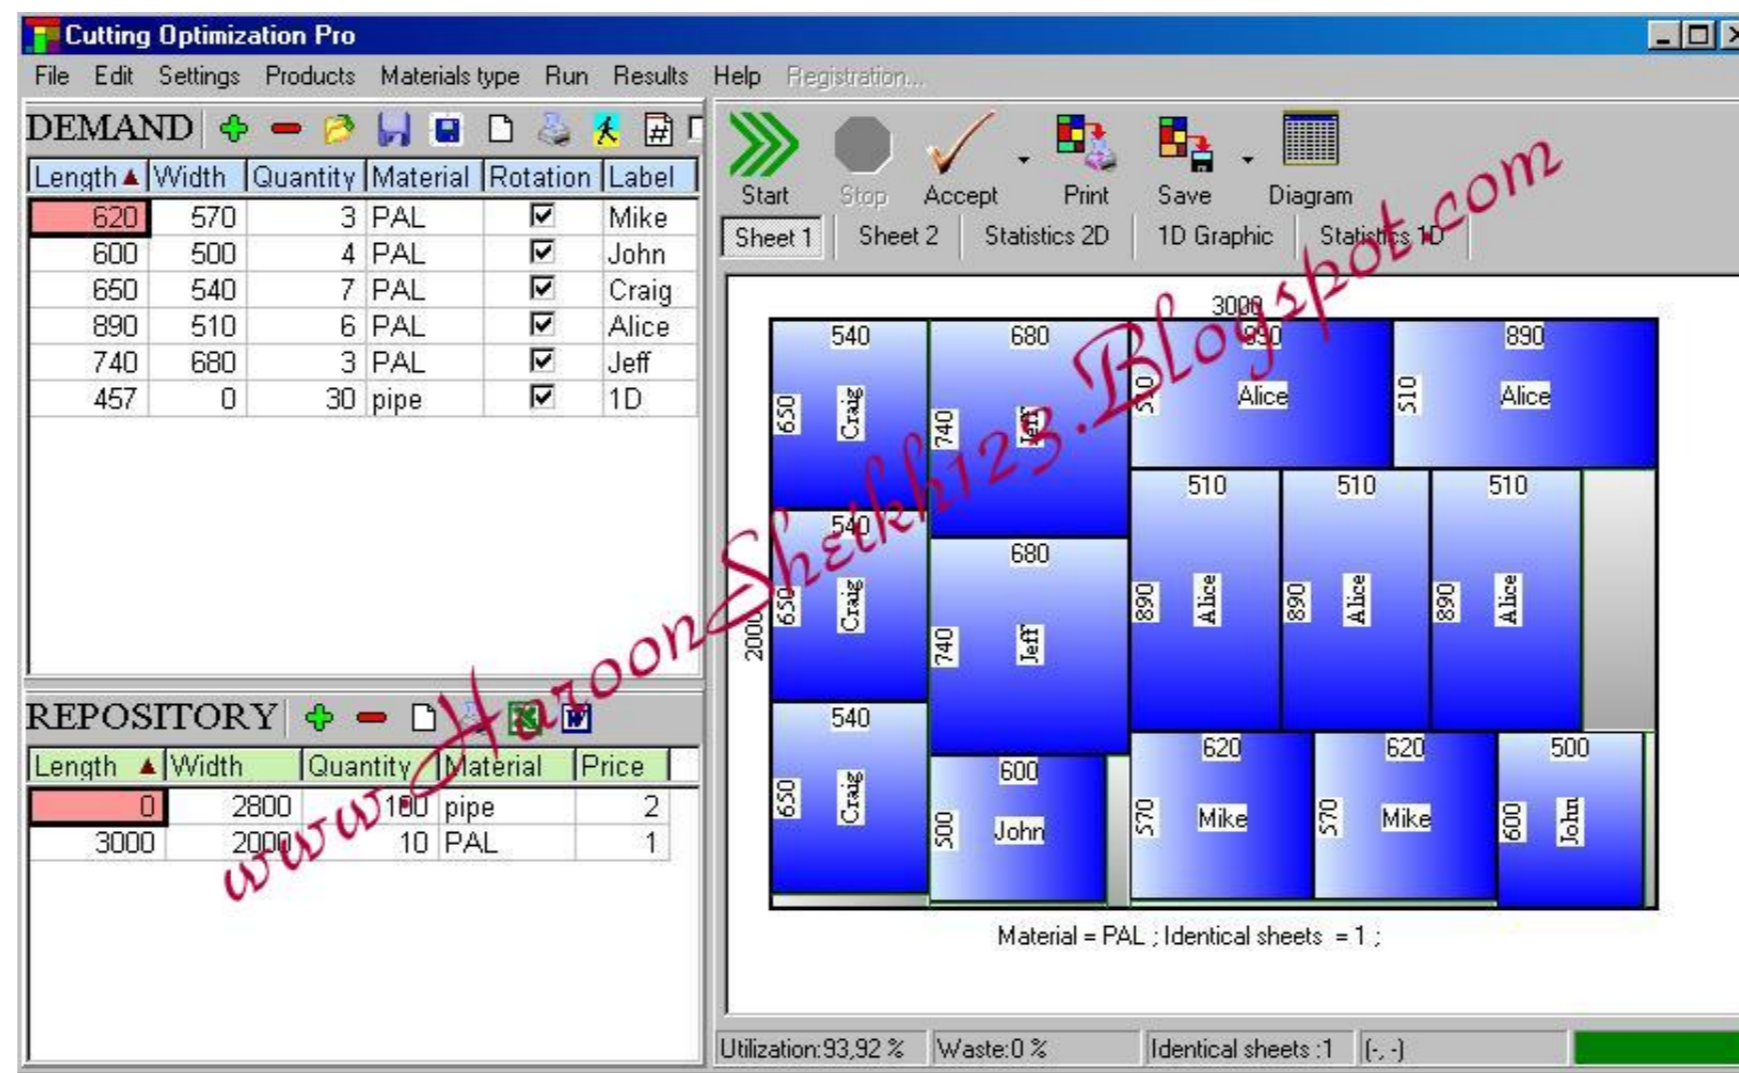 Cutting Optimization Pro
File Edit Settings Products Materials type Run Results Help Registration...
DEMAND
Length Width Quantity Material Rotation Label
620 570 3 PAL Mike
600 500 4 PAL John
650 540 7 PAL Craig
890 510 6 PAL Alice
740 680 3 PAL Jeff
457 0 30 pipe 1D
REPOSITORY
Length Width Quantity Material Price
0 2800 100 pipe 2
3000 2000 10 PAL 1
Start Stop Accept Print Save Diagram
Sheet 1 Sheet 2 Statistics 2D 1D Graphic Statistics 1D
3000
2000
540 680 890 890
650 Craig 740 Jeff 510 Alice 510 Alice
510 510 510
540 680
650 Craig 740 Jeff 890 Alice 890 Alice 890 Alice
540 600 620 620 500
650 Craig 500 John 570 Mike 570 Mike 600 John
Material = PAL ; Identical sheets = 1 ;
Utilization:93,92 % Waste:0 % Identical sheets :1 (-, -)
www.HaroonSheikh123.Blogspot.com